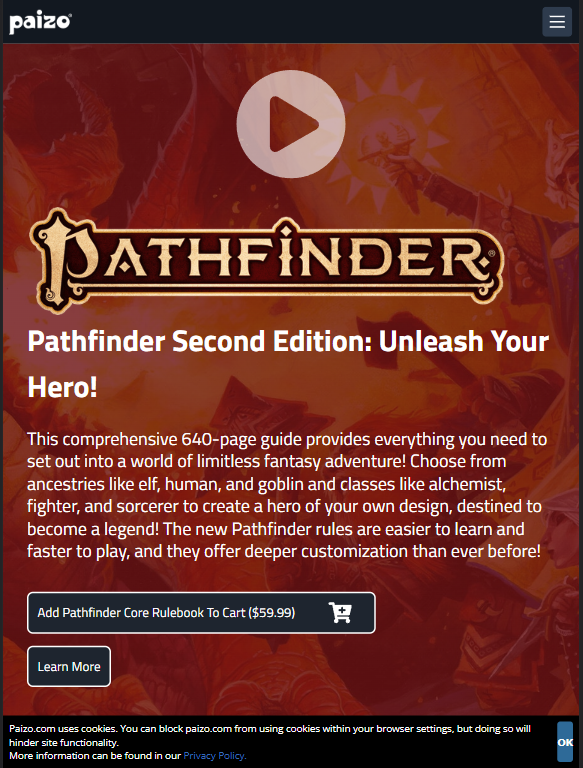 paizo
PATHFINDER
Pathfinder Second Edition: Unleash Your
Hero!
This comprehensive 640-page guide provides everything you need to
set out into a world of limitless fantasy adventure! Choose from
ancestries like elf, human, and goblin and classes like alchemist,
fighter, and sorcerer to create a hero of your own design, destined to
become a legend! The new Pathfinder rules are easier to learn and
faster to play, and they offer deeper customization than ever before!
Add Pathfinder Core Rulebook To Cart ($59.99)
Learn More
Paizo.com uses cookies. You can block paizo.com from using cookies within your browser settings, but doing so will
hinder site functionality.
More information can be found in our Privacy Policy.
OK